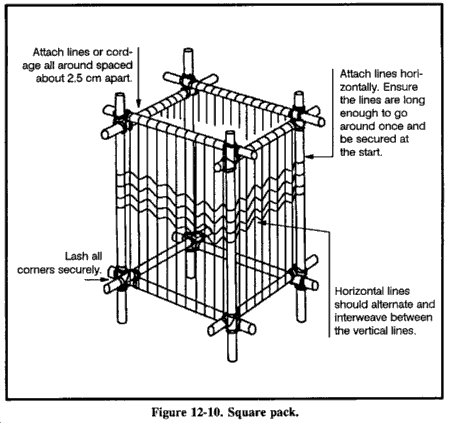 Attach lines or cord-
age all around spaced
about 2.5 cm apart.
Attach lines hori-
zontally. Ensure
the lines are long
enough to go
around once and
be secured at
the start.
Lash all
corners securely.
Horizontal lines
should alternate and
interweave between
the vertical lines.
Figure 12-10. Square pack.